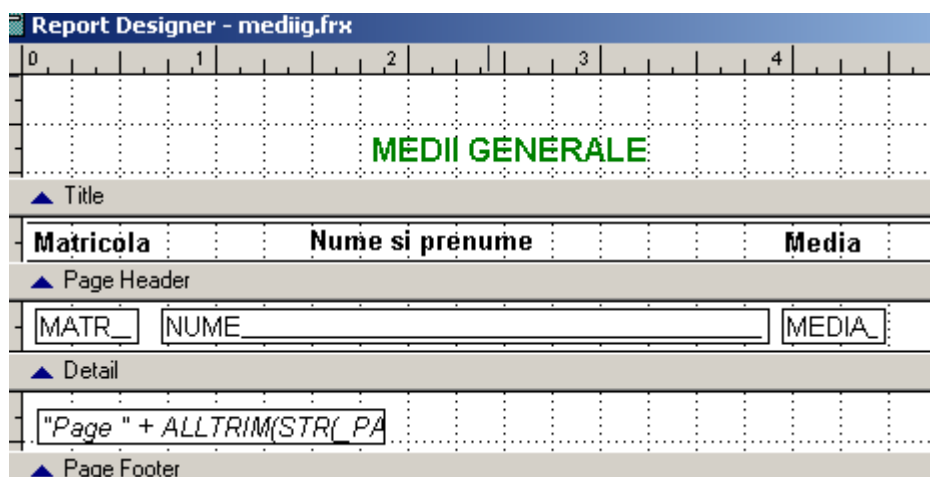 Report Designer - mediig.frx
0 1 2 3 4
MEDII GENERALE
Title
Matricola Nume si prenume Media
Page Header
MATR_ NUME_ MEDIA_
Detail
"Page " + ALLTRIM(STR(_PA
Page Footer